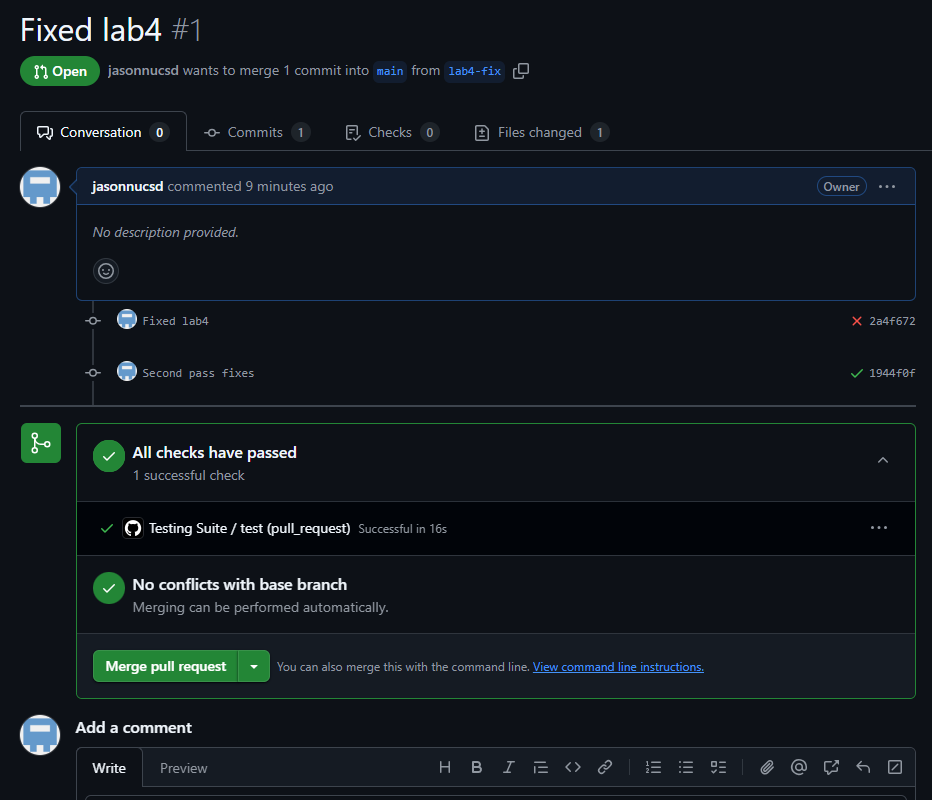 Fixed lab4 #1
Open jasonnucsd wants to merge 1 commit into main from lab4-fix
Conversation 0 Commits 1 Checks 0 Files changed 1
jasonnucsd commented 9 minutes ago Owner
No description provided.
Fixed lab4 2a4f672
Second pass fixes 1944f0f
All checks have passed
1 successful check
Testing Suite / test (pull_request) Successful in 16s
No conflicts with base branch
Merging can be performed automatically.
Merge pull request You can also merge this with the command line. View command line instructions.
Add a comment
Write Preview